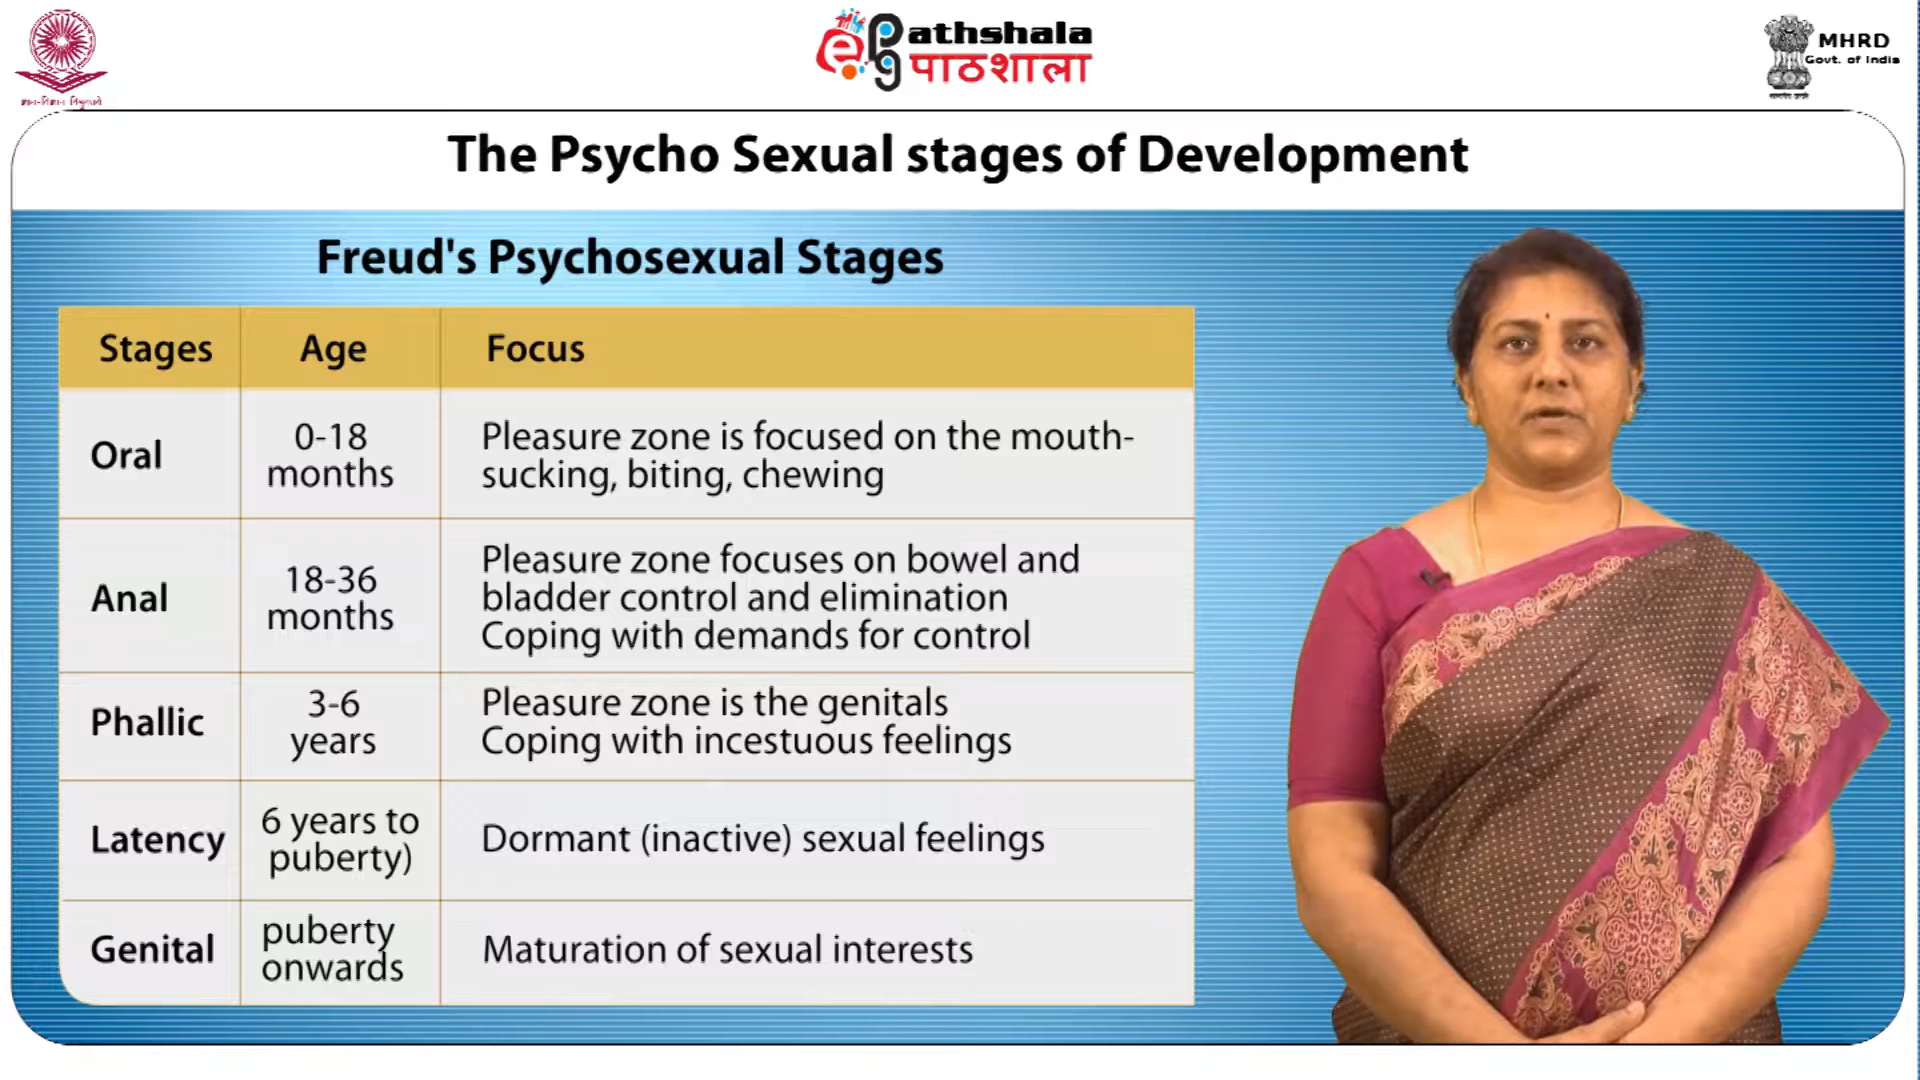 ePathshala
पाठशाला
MHRD
Govt. of India
The Psycho Sexual stages of Development
Freud's Psychosexual Stages
Stages Age Focus
Oral
0-18
months
Pleasure zone is focused on the mouth-
sucking, biting, chewing
Anal
18-36
months
Pleasure zone focuses on bowel and
bladder control and elimination
Coping with demands for control
Phallic
3-6
years
Pleasure zone is the genitals
Coping with incestuous feelings
Latency
6 years to
puberty)
Dormant (inactive) sexual feelings
Genital
puberty
onwards
Maturation of sexual interests